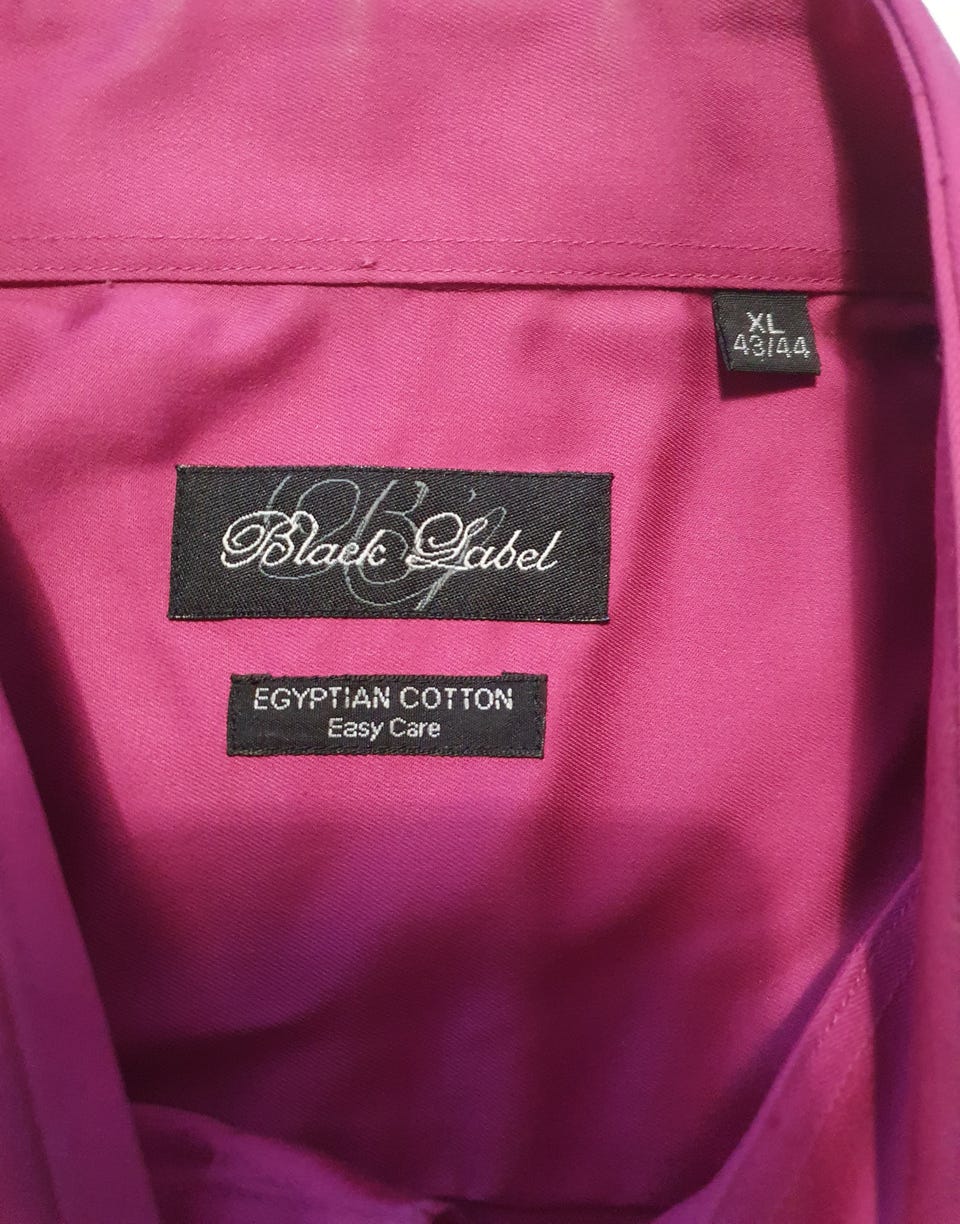 XL
43/44
Black Label
EGYPTIAN COTTON
Easy Care